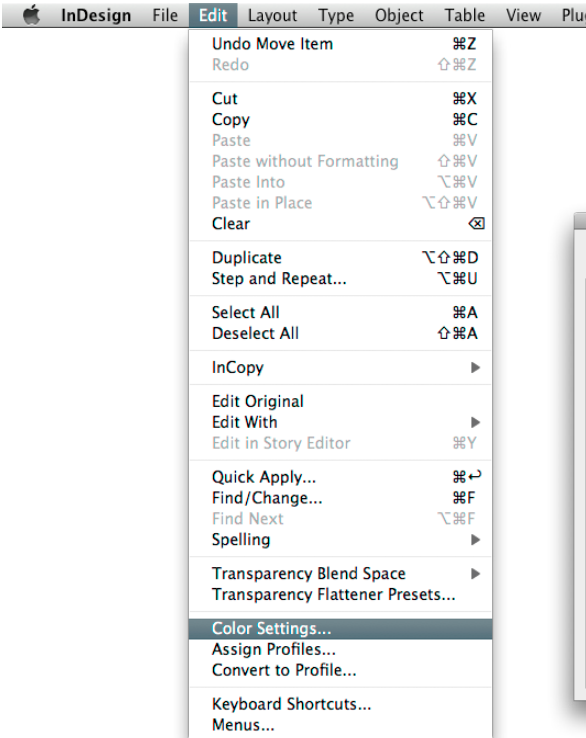 InDesign File Edit Layout Type Object Table View Plu
Undo Move Item ⌘Z
Redo ⇧⌘Z
Cut ⌘X
Copy ⌘C
Paste ⌘V
Paste without Formatting ⇧⌘V
Paste Into ⌥⌘V
Paste in Place ⌥⇧⌘V
Clear ⌫
Duplicate ⌥⇧⌘D
Step and Repeat... ⌥⌘U
Select All ⌘A
Deselect All ⇧⌘A
InCopy
Edit Original
Edit With
Edit in Story Editor ⌘Y
Quick Apply... ⌘↩
Find/Change... ⌘F
Find Next ⌥⌘F
Spelling
Transparency Blend Space
Transparency Flattener Presets...
Color Settings...
Assign Profiles...
Convert to Profile...
Keyboard Shortcuts...
Menus...